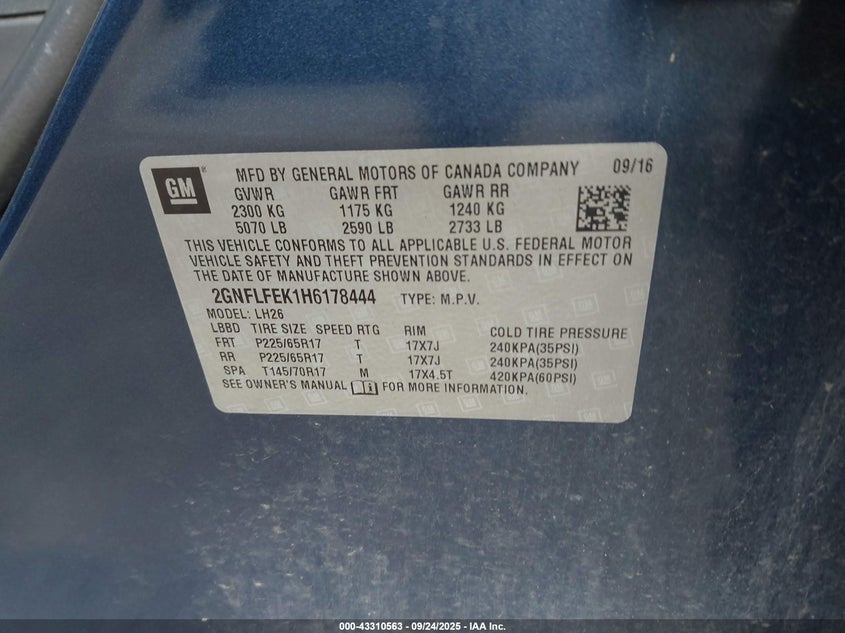 GM
MFD BY GENERAL MOTORS OF CANADA COMPANY 09/16
GVWR GAWR FRT GAWR RR
2300 KG 1175 KG 1240 KG
5070 LB 2590 LB 2733 LB
THIS VEHICLE CONFORMS TO ALL APPLICABLE U.S. FEDERAL MOTOR
VEHICLE SAFETY AND THEFT PREVENTION STANDARDS IN EFFECT ON
THE DATE OF MANUFACTURE SHOWN ABOVE.
2GNFLFEK1H6178444 TYPE: M.P.V.
MODEL: LH26
LBBD TIRE SIZE SPEED RTG RIM COLD TIRE PRESSURE
FRT P225/65R17 T 17X7J 240KPA(35PSI)
RR P225/65R17 T 17X7J 240KPA(35PSI)
SPA T145/70R17 M 17X4.5T 420KPA(60PSI)
SEE OWNER'S MANUAL i FOR MORE INFORMATION.
000-43310563 - 09/24/2025 - IAA Inc.